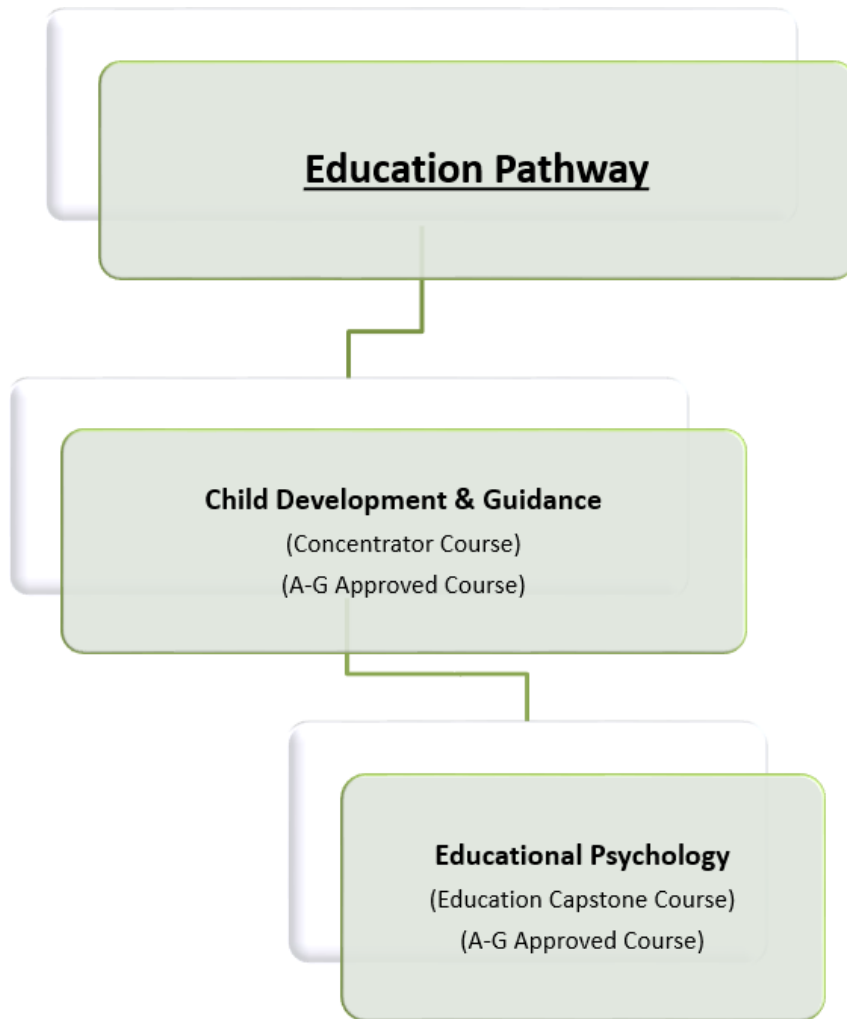 Education Pathway
Child Development & Guidance
(Concentrator Course)
(A-G Approved Course)
Educational Psychology
(Education Capstone Course)
(A-G Approved Course)